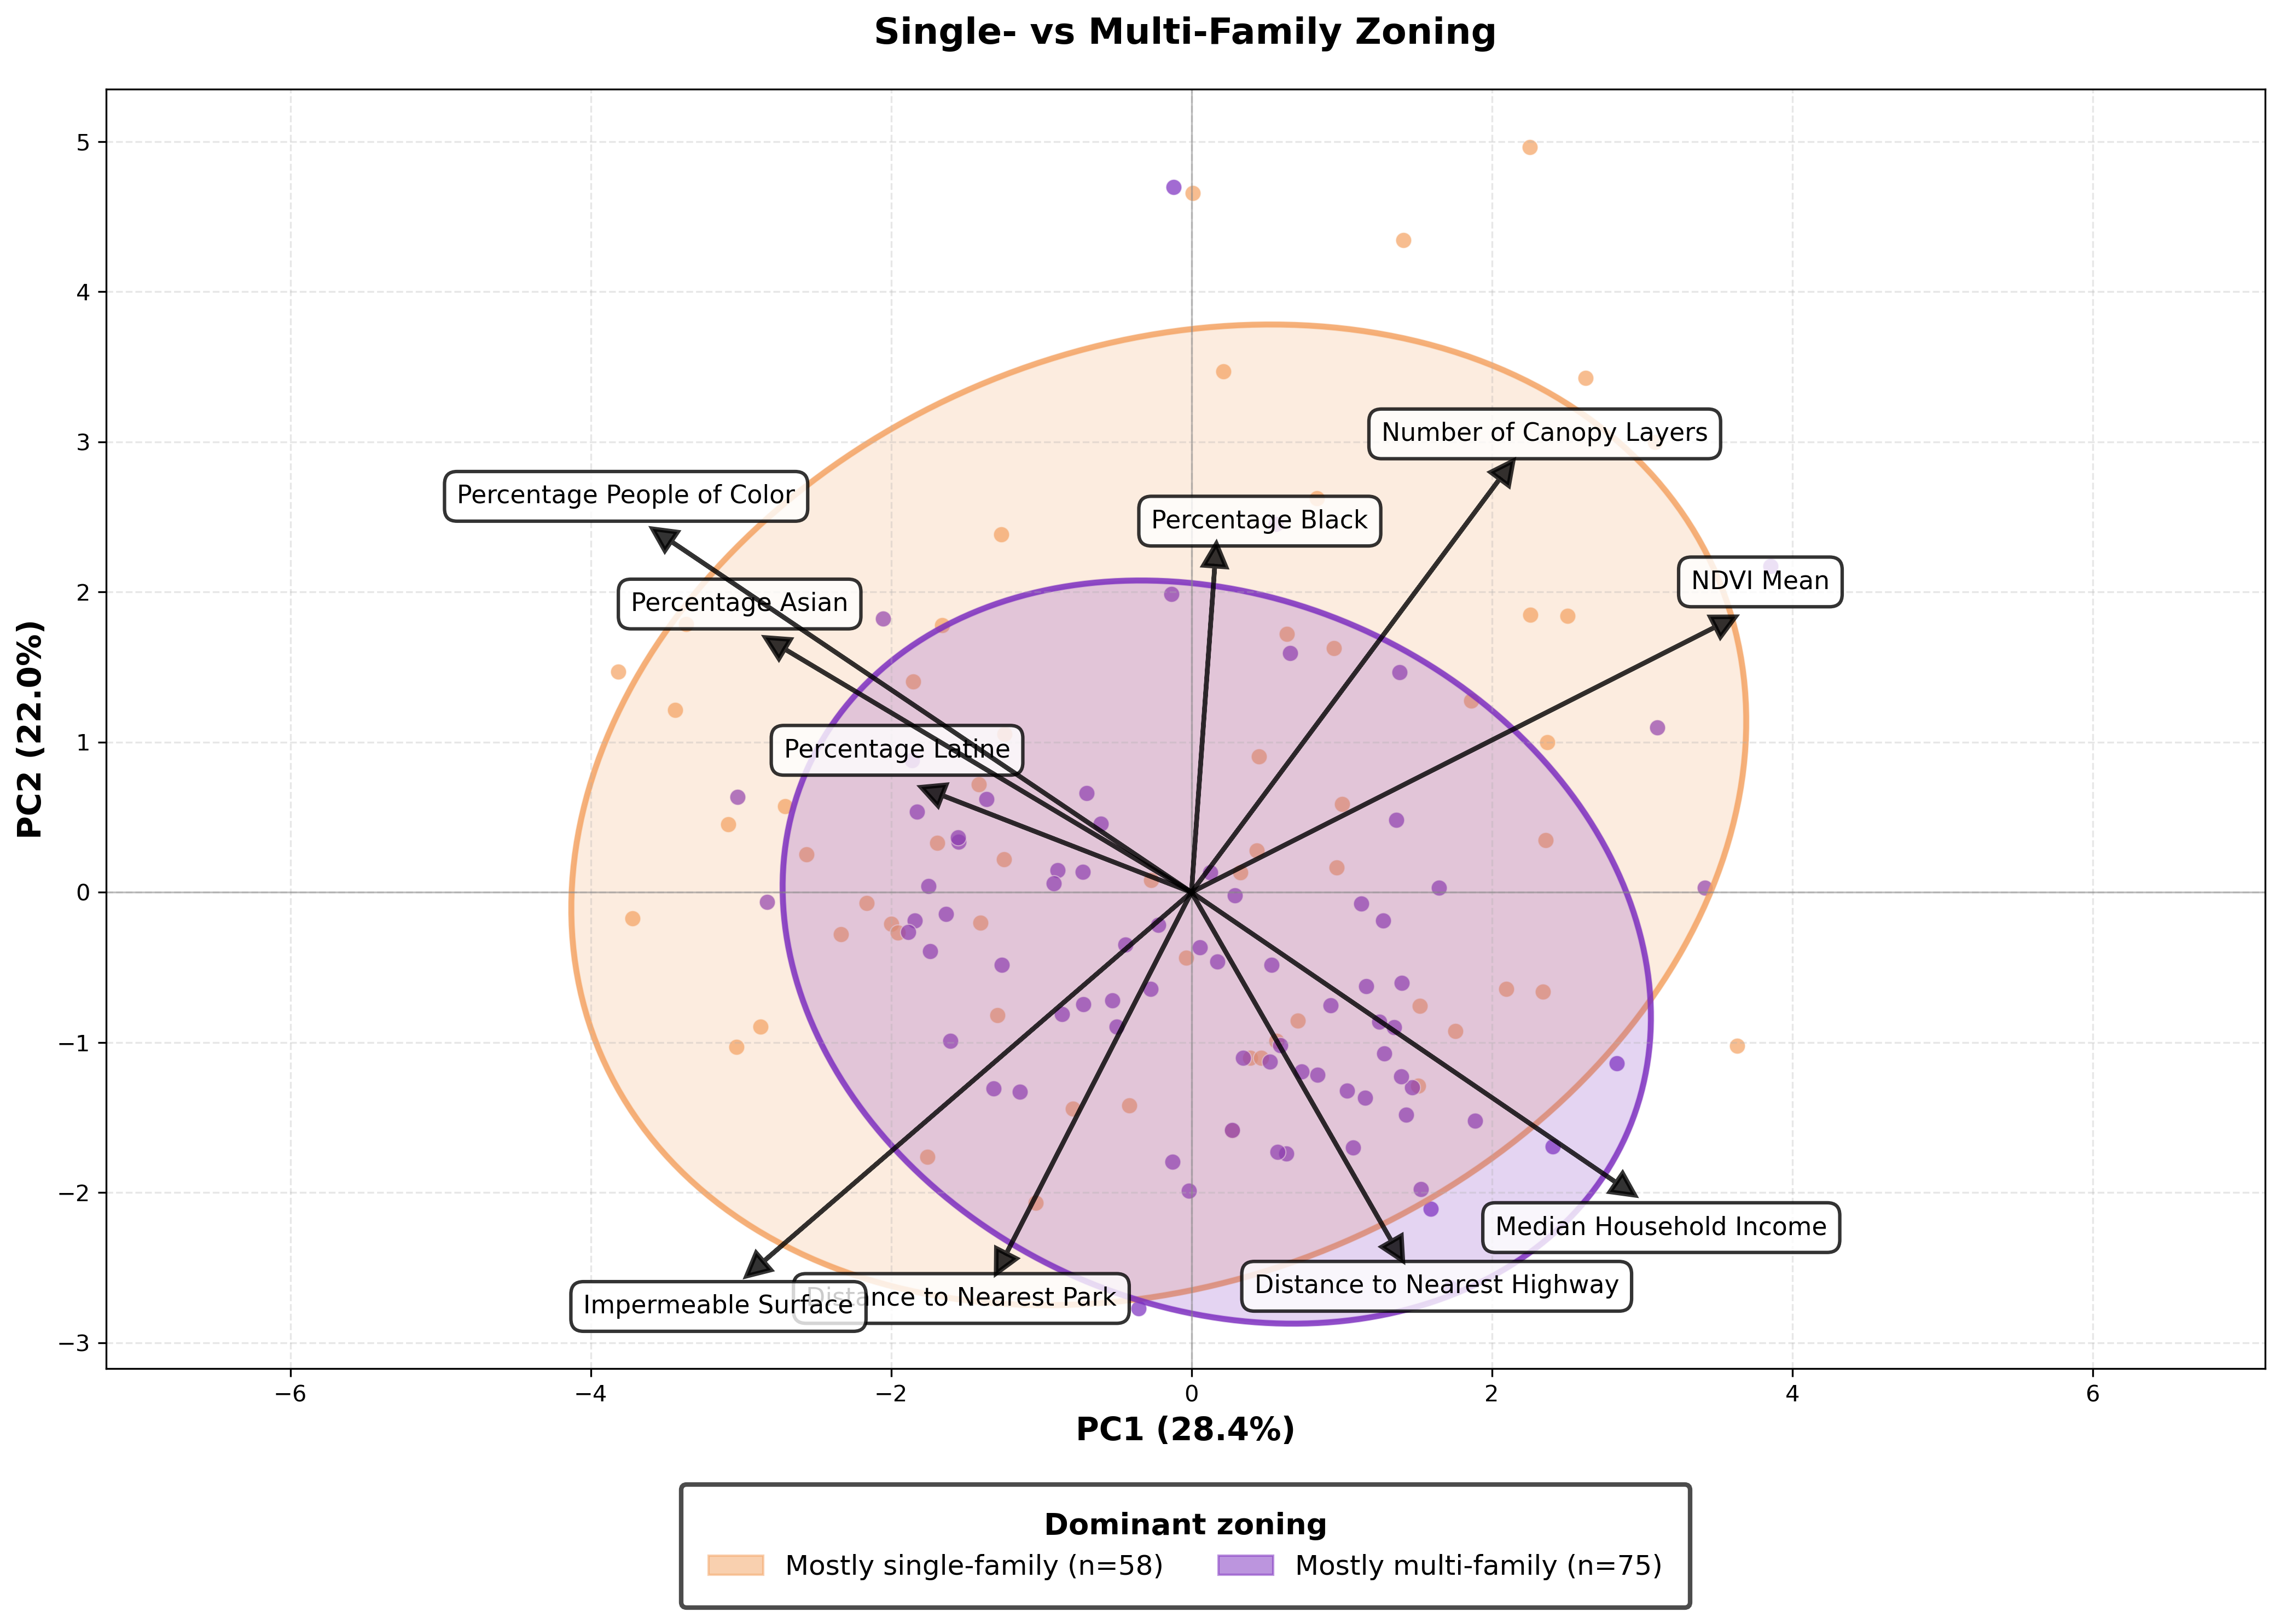 Single- vs Multi-Family Zoning
5
4
3
2
1
0
−1
−2
−3
PC2 (22.0%)
Number of Canopy Layers
Percentage People of Color
Percentage Black
NDVI Mean
Percentage Asian
Percentage Latine
Median Household Income
Distance to Nearest Highway
Distance to Nearest Park
Impermeable Surface
−6
−4
−2
0
2
4
6
PC1 (28.4%)
Dominant zoning
Mostly single-family (n=58)
Mostly multi-family (n=75)